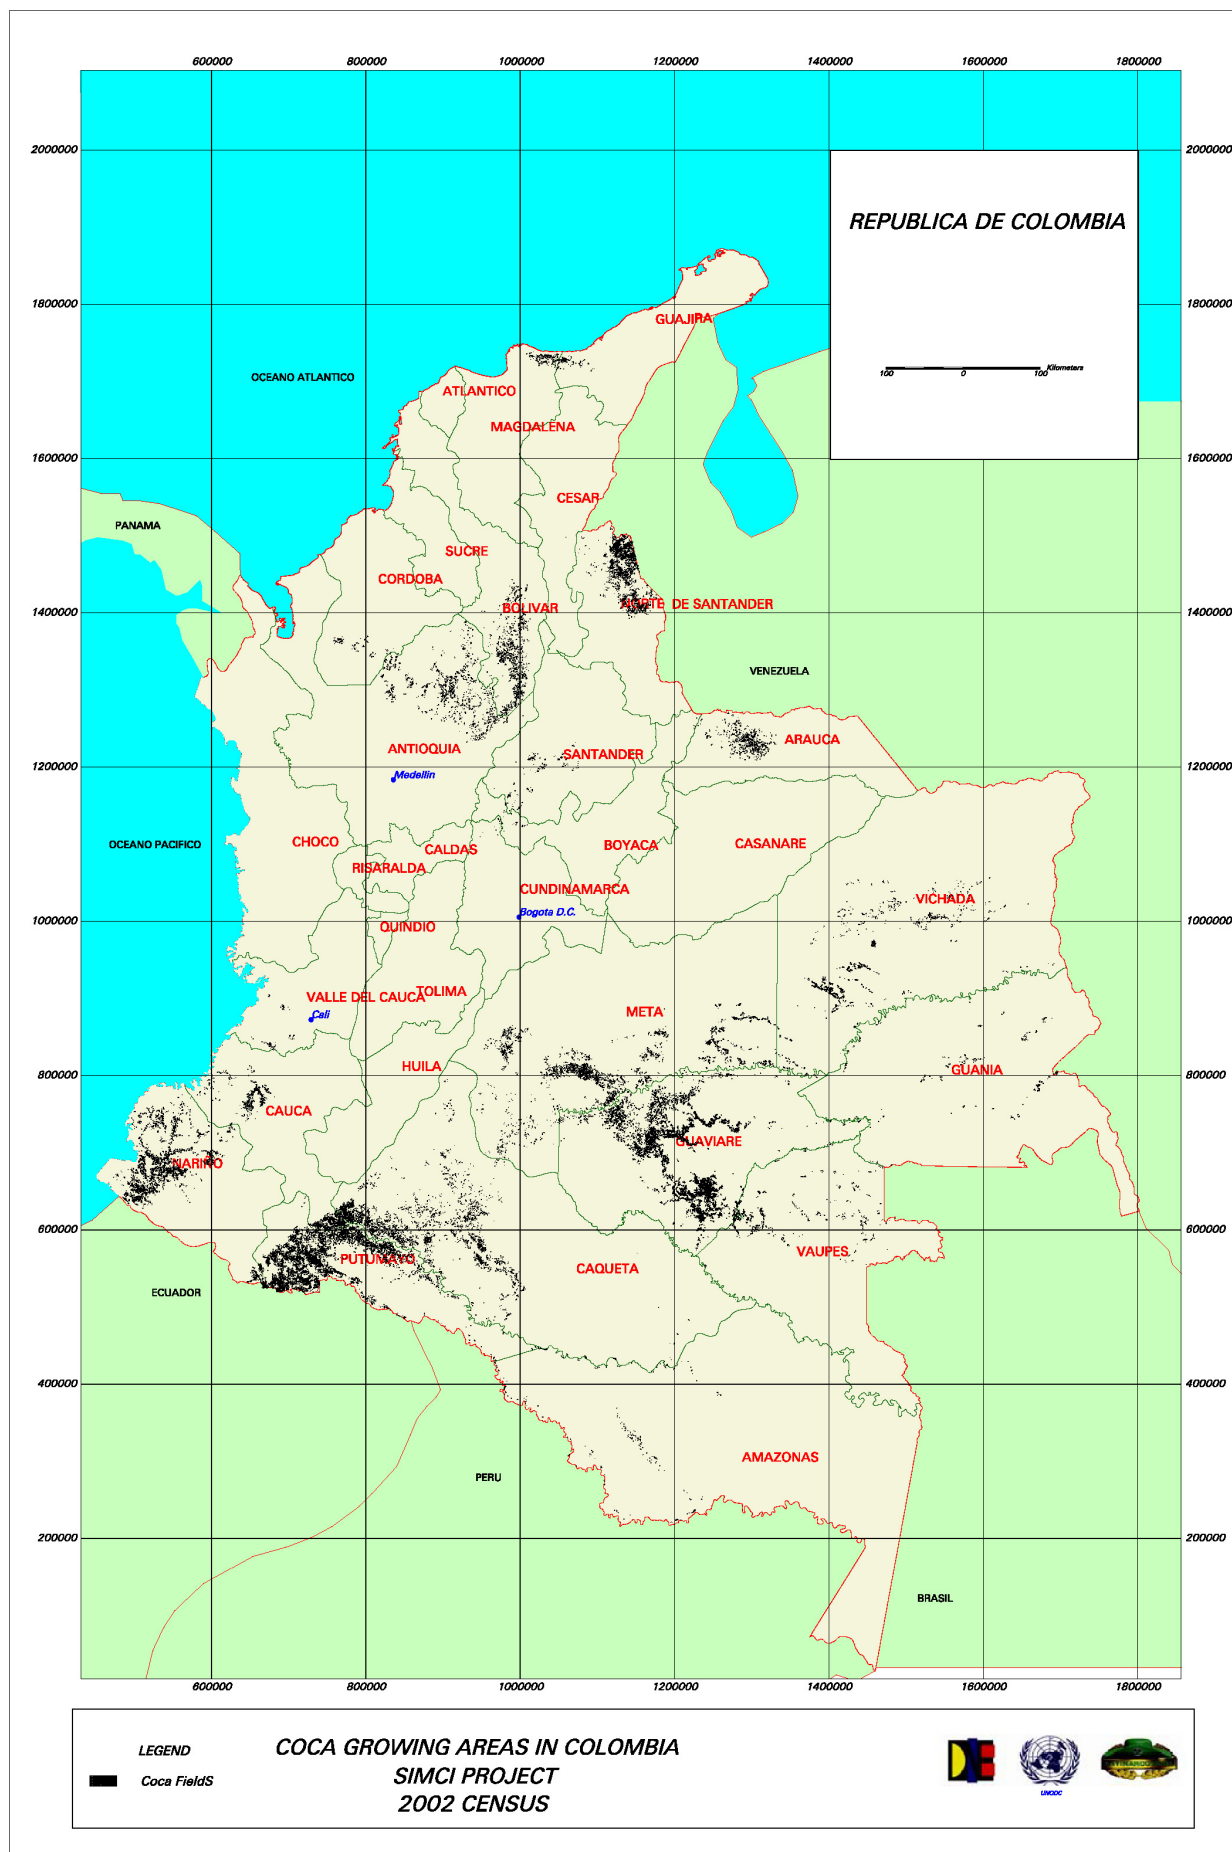 600000 800000 1000000 1200000 1400000 1600000 1800000
2000000 2000000
REPUBLICA DE COLOMBIA
1800000 1800000
GUAJIRA
100 0 100 Kilometers
OCEANO ATLANTICO
ATLANTICO
MAGDALENA
1600000 1600000
CESAR
PANAMA
SUCRE
CORDOBA
BOLIVAR
NORTE DE SANTANDER
1400000 1400000
VENEZUELA
ARAUCA
ANTIOQUIA
SANTANDER
1200000 1200000
Medellin
OCEANO PACIFICO
CHOCO
CALDAS
BOYACA
CASANARE
RISARALDA
CUNDINAMARCA
VICHADA
Bogota D.C.
1000000 1000000
QUINDIO
TOLIMA
VALLE DEL CAUCA
Cali
META
HUILA
GUANIA
800000 800000
CAUCA
GUAVIARE
NARIÑO
600000 600000
VAUPES
PUTUMAYO
CAQUETA
ECUADOR
400000 400000
AMAZONAS
PERU
200000 200000
BRASIL
600000 800000 1000000 1200000 1400000 1600000 1800000
LEGEND
Coca FieldS
COCA GROWING AREAS IN COLOMBIA
SIMCI PROJECT
2002 CENSUS
DNE
UNODC